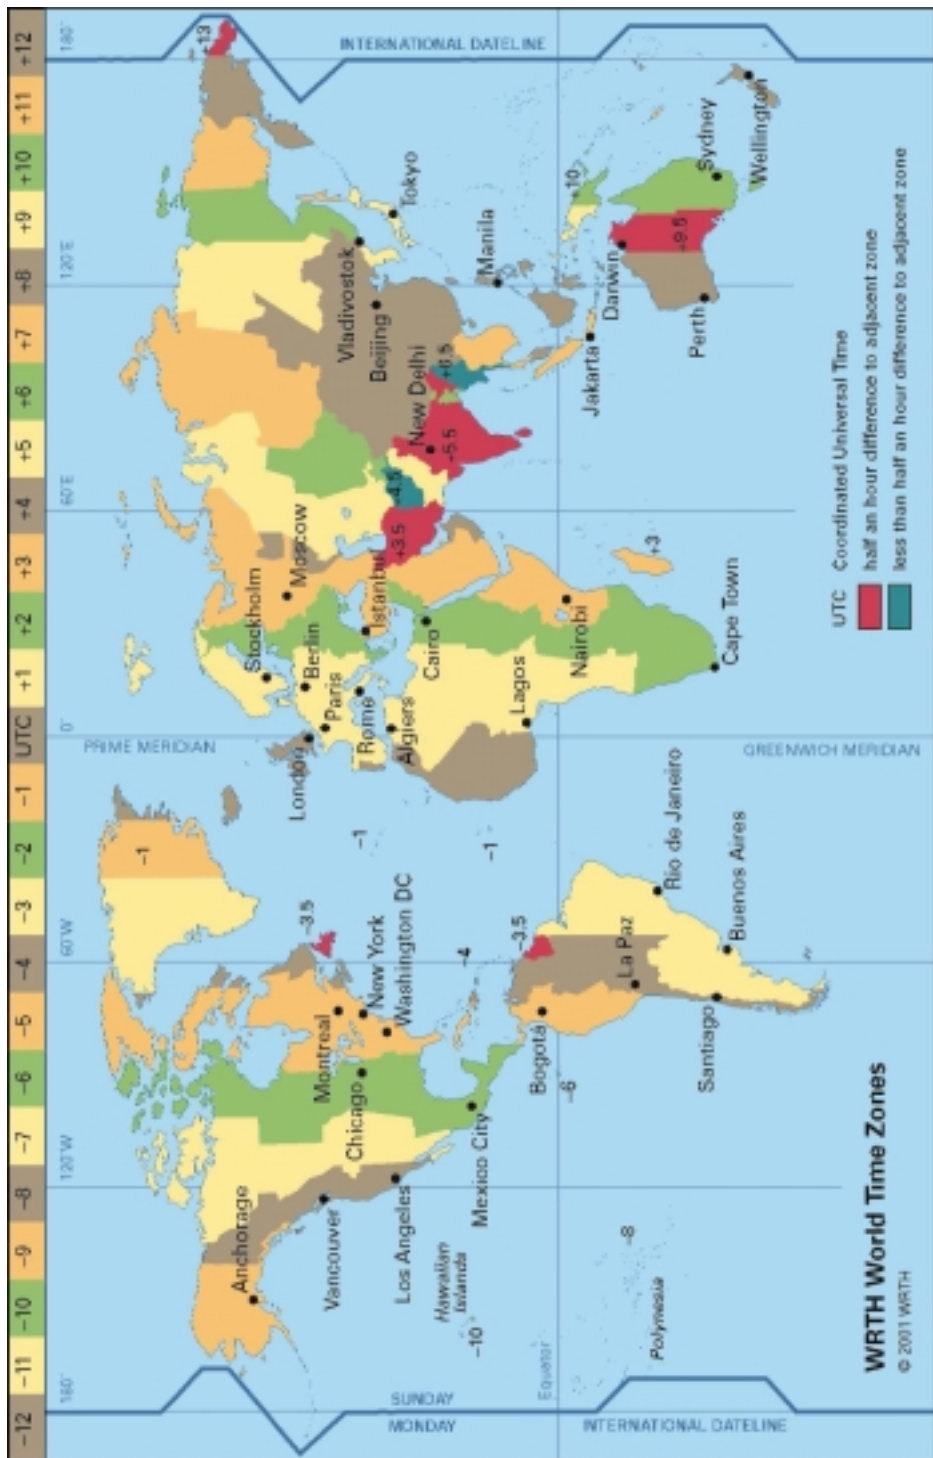 -12
-11
-10
-9
-8
-7
-6
-5
-4
-3
-2
-1
UTC
+1
+2
+3
+4
+5
+6
+7
+8
+9
+10
+11
+12
180°
120°W
60°W
0°
60°E
120°E
180°
+13
-1
PRIME MERIDIAN
INTERNATIONAL DATELINE
Anchorage
Vancouver
Los Angeles
Hawaiian
Islands
-10
Mexico City
Chicago
Montreal
New York
Washington DC
-3.5
-4
-1
-1
London
Paris
Berlin
Stockholm
Moscow
Rome
Algiers
Istanbul
Cairo
Lagos
Nairobi
+3
Cape Town
+3.5
+4.5
-5.5
New Delhi
+6.5
Beijing
Vladivostok
Tokyo
Manila
Jakarta
Darwin
+10
+9.5
Perth
Sydney
Wellington
SUNDAY
MONDAY
Equator
Polynesia
-8
-6
Bogotá
-3.5
La Paz
Santiago
Buenos Aires
Rio de Janeiro
INTERNATIONAL DATELINE
GREENWICH MERIDIAN
WRTH World Time Zones
© 2001 WRTH
UTC Coordinated Universal Time
half an hour difference to adjacent zone
less than half an hour difference to adjacent zone